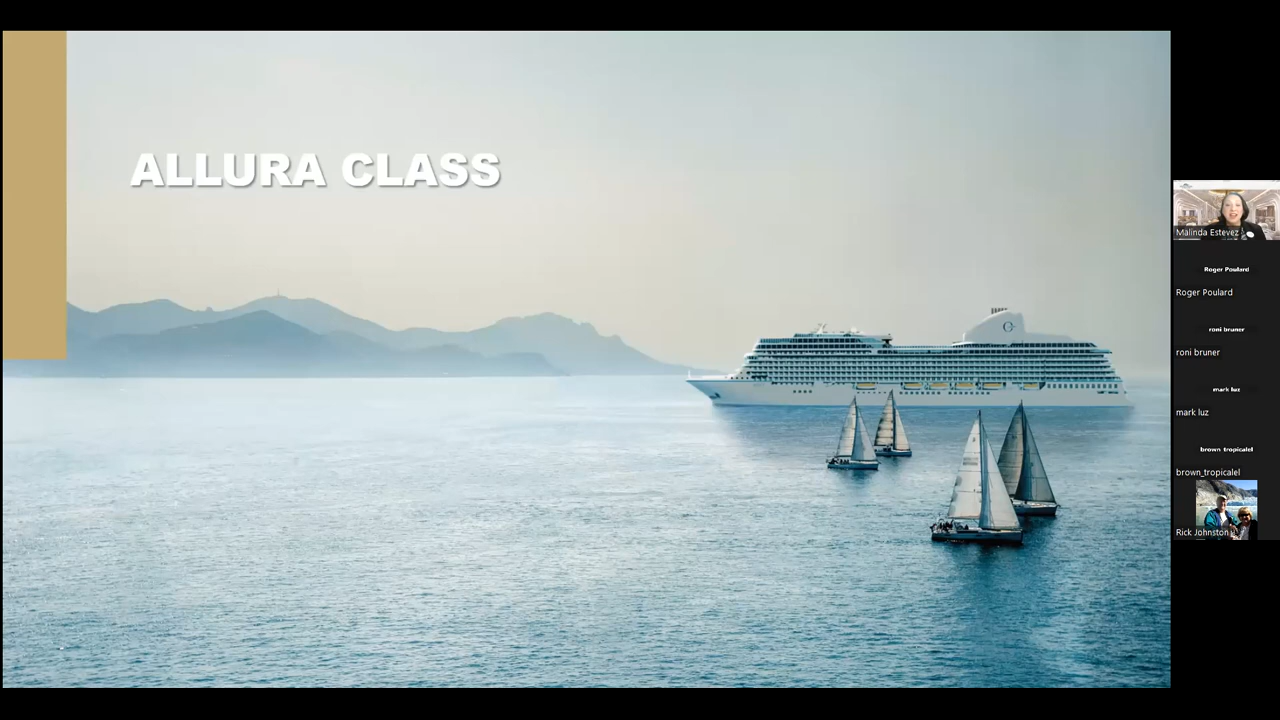 ALLURA CLASS
Malinda Estevez
Roger Poulard
Roger Poulard
roni bruner
roni bruner
mark luz
mark luz
brown_tropicalel
brown_tropicalel
Rick Johnston